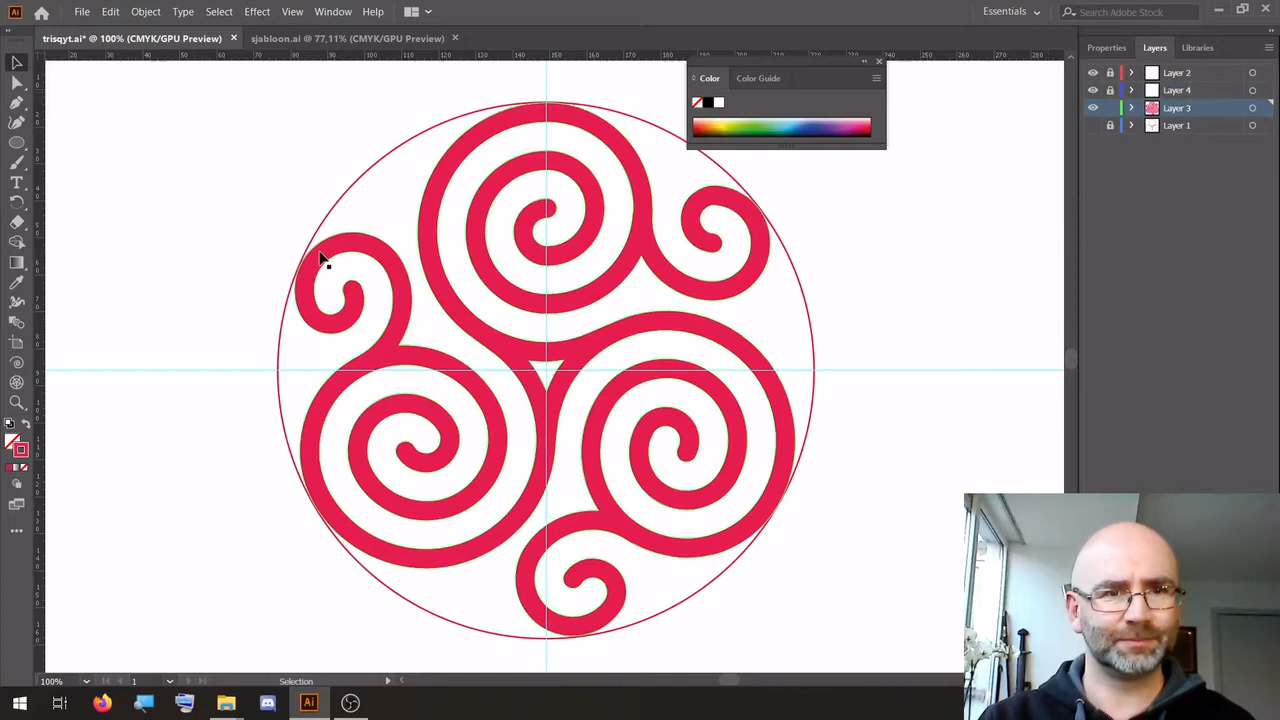 Ai File Edit Object Type Select Effect View Window Help Essentials Search Adobe Stock
trisqyt.ai* @ 100% (CMYK/GPU Preview) × sjabloon.ai @ 77,11% (CMYK/GPU Preview) ×
Properties Layers Libraries
Color Color Guide
Layer 2
Layer 4
Layer 3
Layer 1
100% 1 Selection
Ai